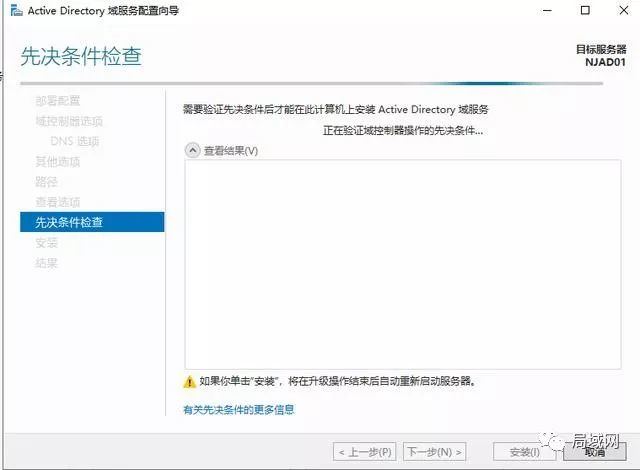 Active Directory 域服务配置向导
先决条件检查
目标服务器
NJAD01
部署配置
域控制器选项
DNS 选项
其他选项
路径
查看选项
先决条件检查
安装
结果
需要验证先决条件后才能在此计算机上安装 Active Directory 域服务
正在验证域控制器操作的先决条件...
查看结果(V)
如果你单击“安装”，将在升级操作结束后自动重新启动服务器。
有关先决条件的更多信息
< 上一步(P)
下一步(N) >
安装(I)
取消
局域网